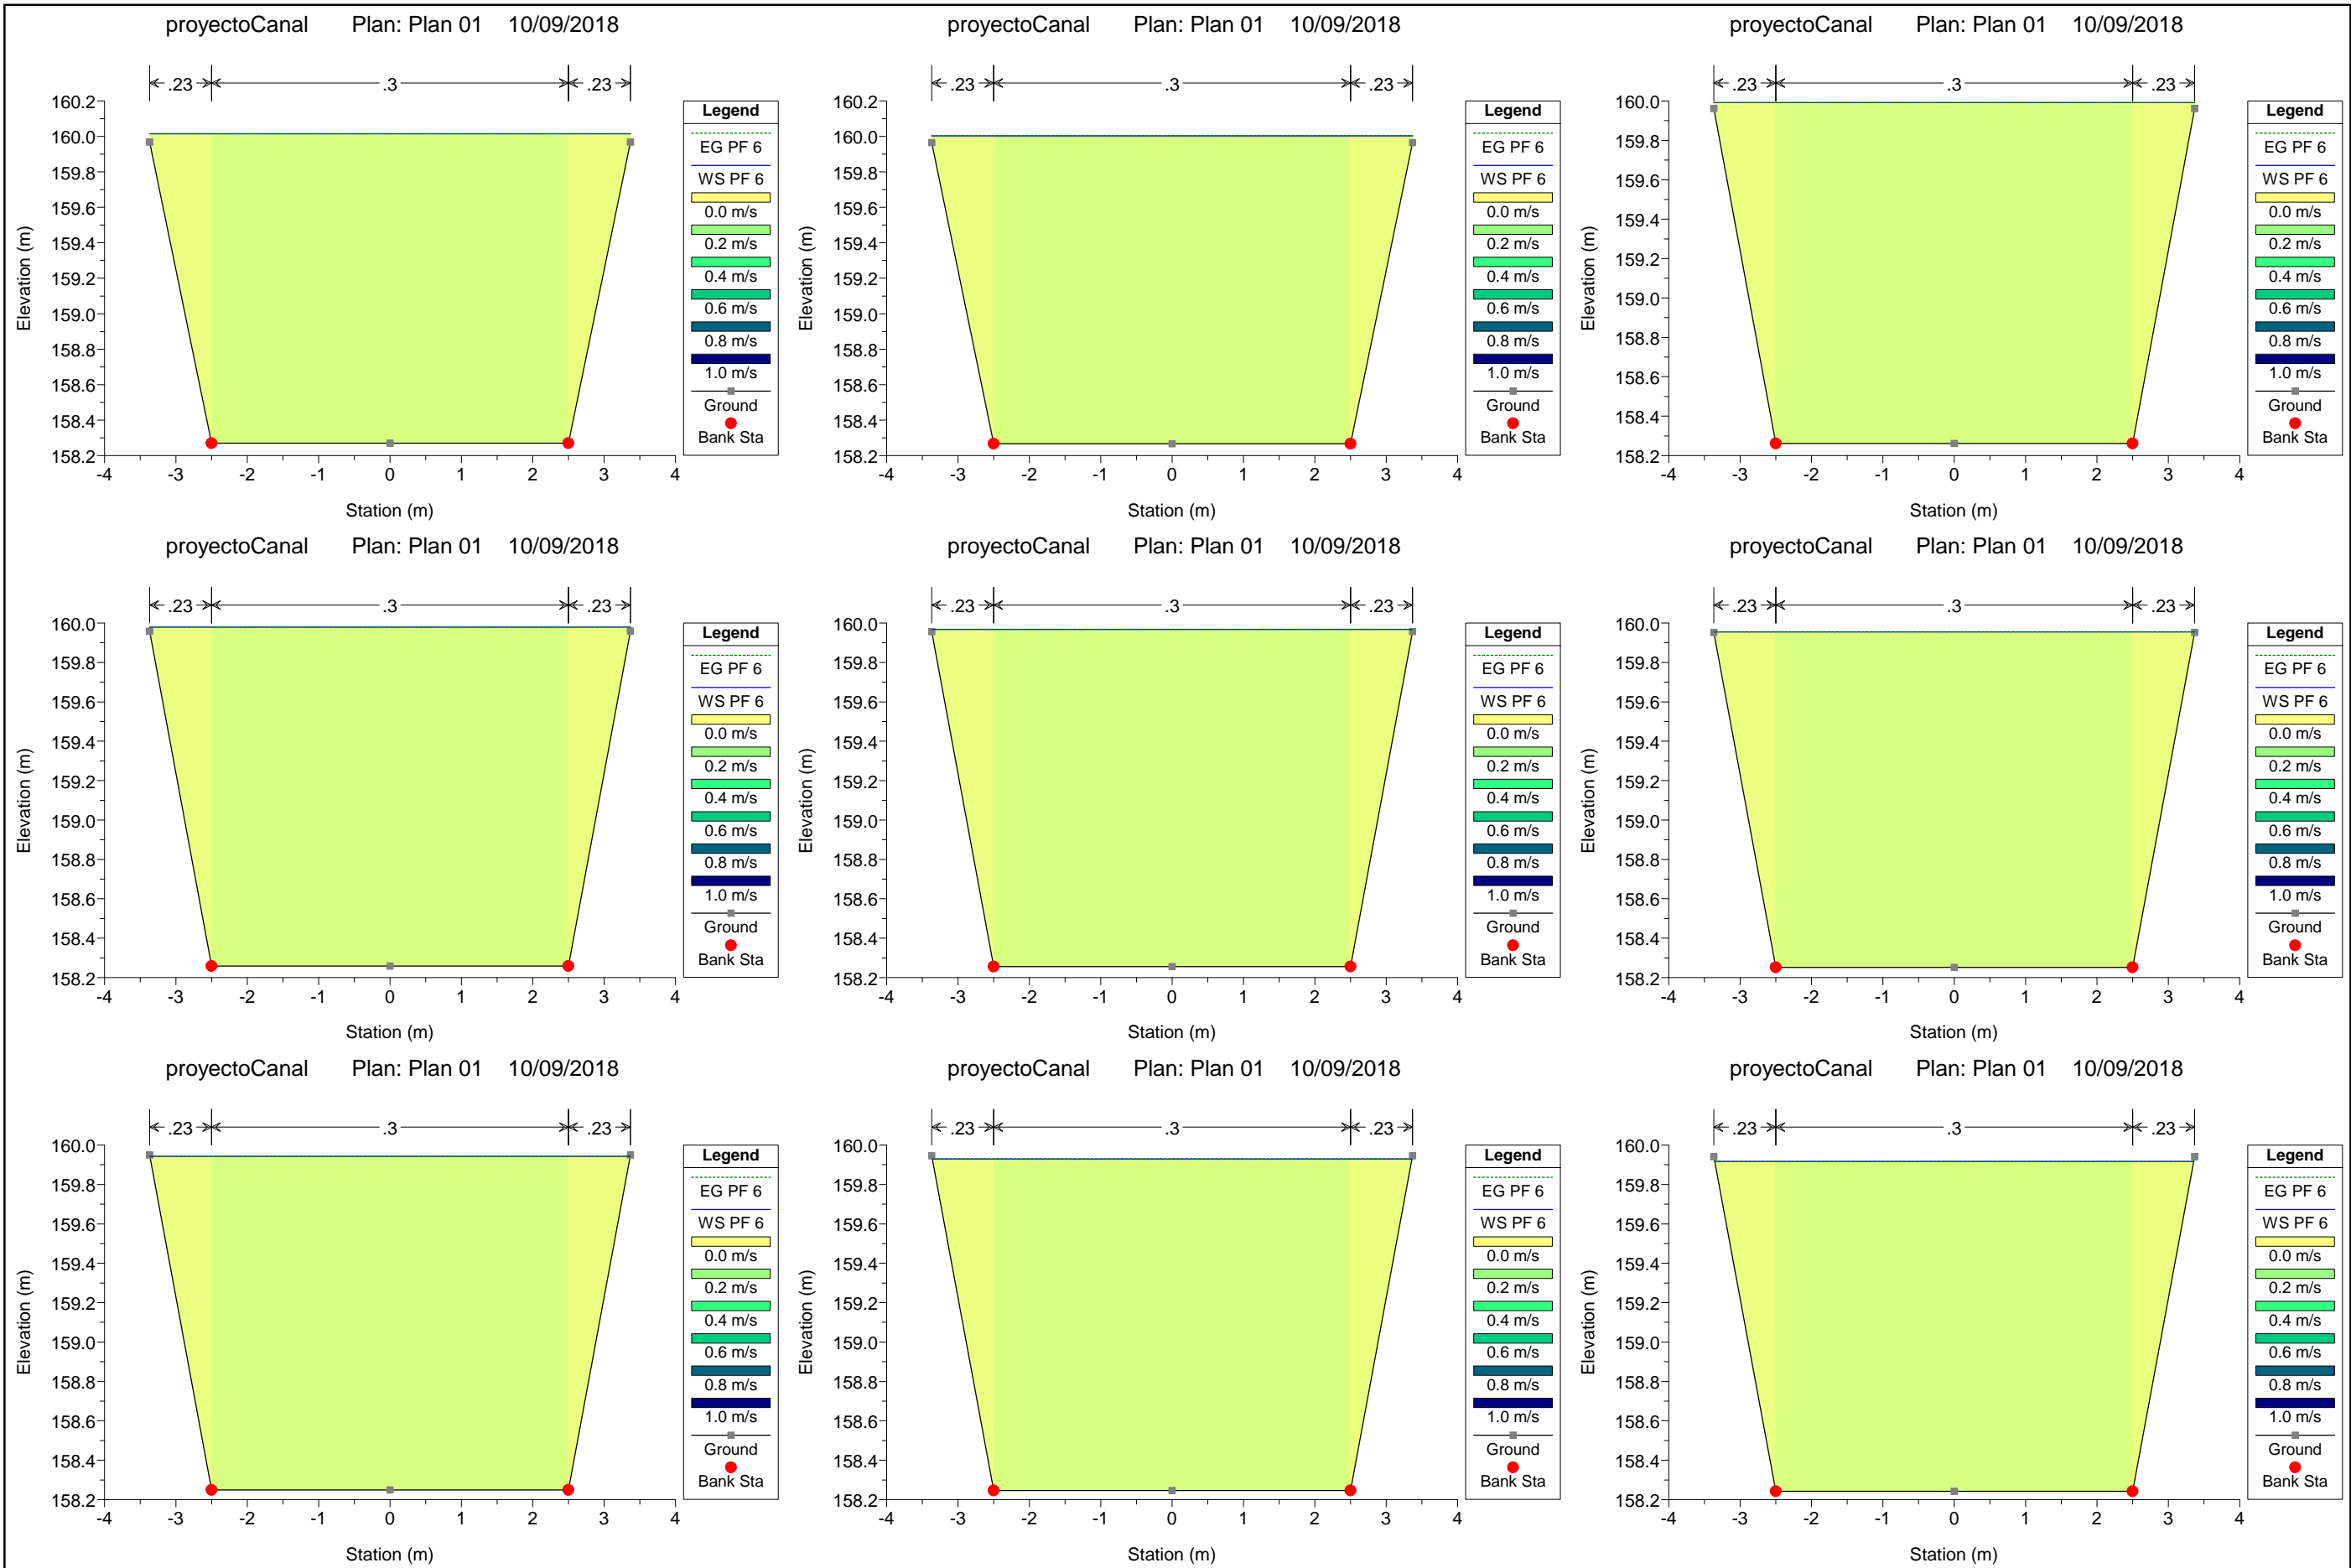 proyectoCanal Plan: Plan 01 10/09/2018
.23 .3 .23
160.2
160.0
159.8
159.6
159.4
159.2
159.0
158.8
158.6
158.4
158.2
Elevation (m)
-4 -3 -2 -1 0 1 2 3 4
Station (m)
Legend
EG PF 6
WS PF 6
0.0 m/s
0.2 m/s
0.4 m/s
0.6 m/s
0.8 m/s
1.0 m/s
Ground
Bank Sta
proyectoCanal Plan: Plan 01 10/09/2018
.23 .3 .23
160.2
160.0
159.8
159.6
159.4
159.2
159.0
158.8
158.6
158.4
158.2
Elevation (m)
-4 -3 -2 -1 0 1 2 3 4
Station (m)
Legend
EG PF 6
WS PF 6
0.0 m/s
0.2 m/s
0.4 m/s
0.6 m/s
0.8 m/s
1.0 m/s
Ground
Bank Sta
proyectoCanal Plan: Plan 01 10/09/2018
.23 .3 .23
160.0
159.8
159.6
159.4
159.2
159.0
158.8
158.6
158.4
158.2
Elevation (m)
-4 -3 -2 -1 0 1 2 3 4
Station (m)
Legend
EG PF 6
WS PF 6
0.0 m/s
0.2 m/s
0.4 m/s
0.6 m/s
0.8 m/s
1.0 m/s
Ground
Bank Sta
proyectoCanal Plan: Plan 01 10/09/2018
.23 .3 .23
160.0
159.8
159.6
159.4
159.2
159.0
158.8
158.6
158.4
158.2
Elevation (m)
-4 -3 -2 -1 0 1 2 3 4
Station (m)
Legend
EG PF 6
WS PF 6
0.0 m/s
0.2 m/s
0.4 m/s
0.6 m/s
0.8 m/s
1.0 m/s
Ground
Bank Sta
proyectoCanal Plan: Plan 01 10/09/2018
.23 .3 .23
160.0
159.8
159.6
159.4
159.2
159.0
158.8
158.6
158.4
158.2
Elevation (m)
-4 -3 -2 -1 0 1 2 3 4
Station (m)
Legend
EG PF 6
WS PF 6
0.0 m/s
0.2 m/s
0.4 m/s
0.6 m/s
0.8 m/s
1.0 m/s
Ground
Bank Sta
proyectoCanal Plan: Plan 01 10/09/2018
.23 .3 .23
160.0
159.8
159.6
159.4
159.2
159.0
158.8
158.6
158.4
158.2
Elevation (m)
-4 -3 -2 -1 0 1 2 3 4
Station (m)
Legend
EG PF 6
WS PF 6
0.0 m/s
0.2 m/s
0.4 m/s
0.6 m/s
0.8 m/s
1.0 m/s
Ground
Bank Sta
proyectoCanal Plan: Plan 01 10/09/2018
.23 .3 .23
160.0
159.8
159.6
159.4
159.2
159.0
158.8
158.6
158.4
158.2
Elevation (m)
-4 -3 -2 -1 0 1 2 3 4
Station (m)
Legend
EG PF 6
WS PF 6
0.0 m/s
0.2 m/s
0.4 m/s
0.6 m/s
0.8 m/s
1.0 m/s
Ground
Bank Sta
proyectoCanal Plan: Plan 01 10/09/2018
.23 .3 .23
160.0
159.8
159.6
159.4
159.2
159.0
158.8
158.6
158.4
158.2
Elevation (m)
-4 -3 -2 -1 0 1 2 3 4
Station (m)
Legend
EG PF 6
WS PF 6
0.0 m/s
0.2 m/s
0.4 m/s
0.6 m/s
0.8 m/s
1.0 m/s
Ground
Bank Sta
proyectoCanal Plan: Plan 01 10/09/2018
.23 .3 .23
160.0
159.8
159.6
159.4
159.2
159.0
158.8
158.6
158.4
158.2
Elevation (m)
-4 -3 -2 -1 0 1 2 3 4
Station (m)
Legend
EG PF 6
WS PF 6
0.0 m/s
0.2 m/s
0.4 m/s
0.6 m/s
0.8 m/s
1.0 m/s
Ground
Bank Sta